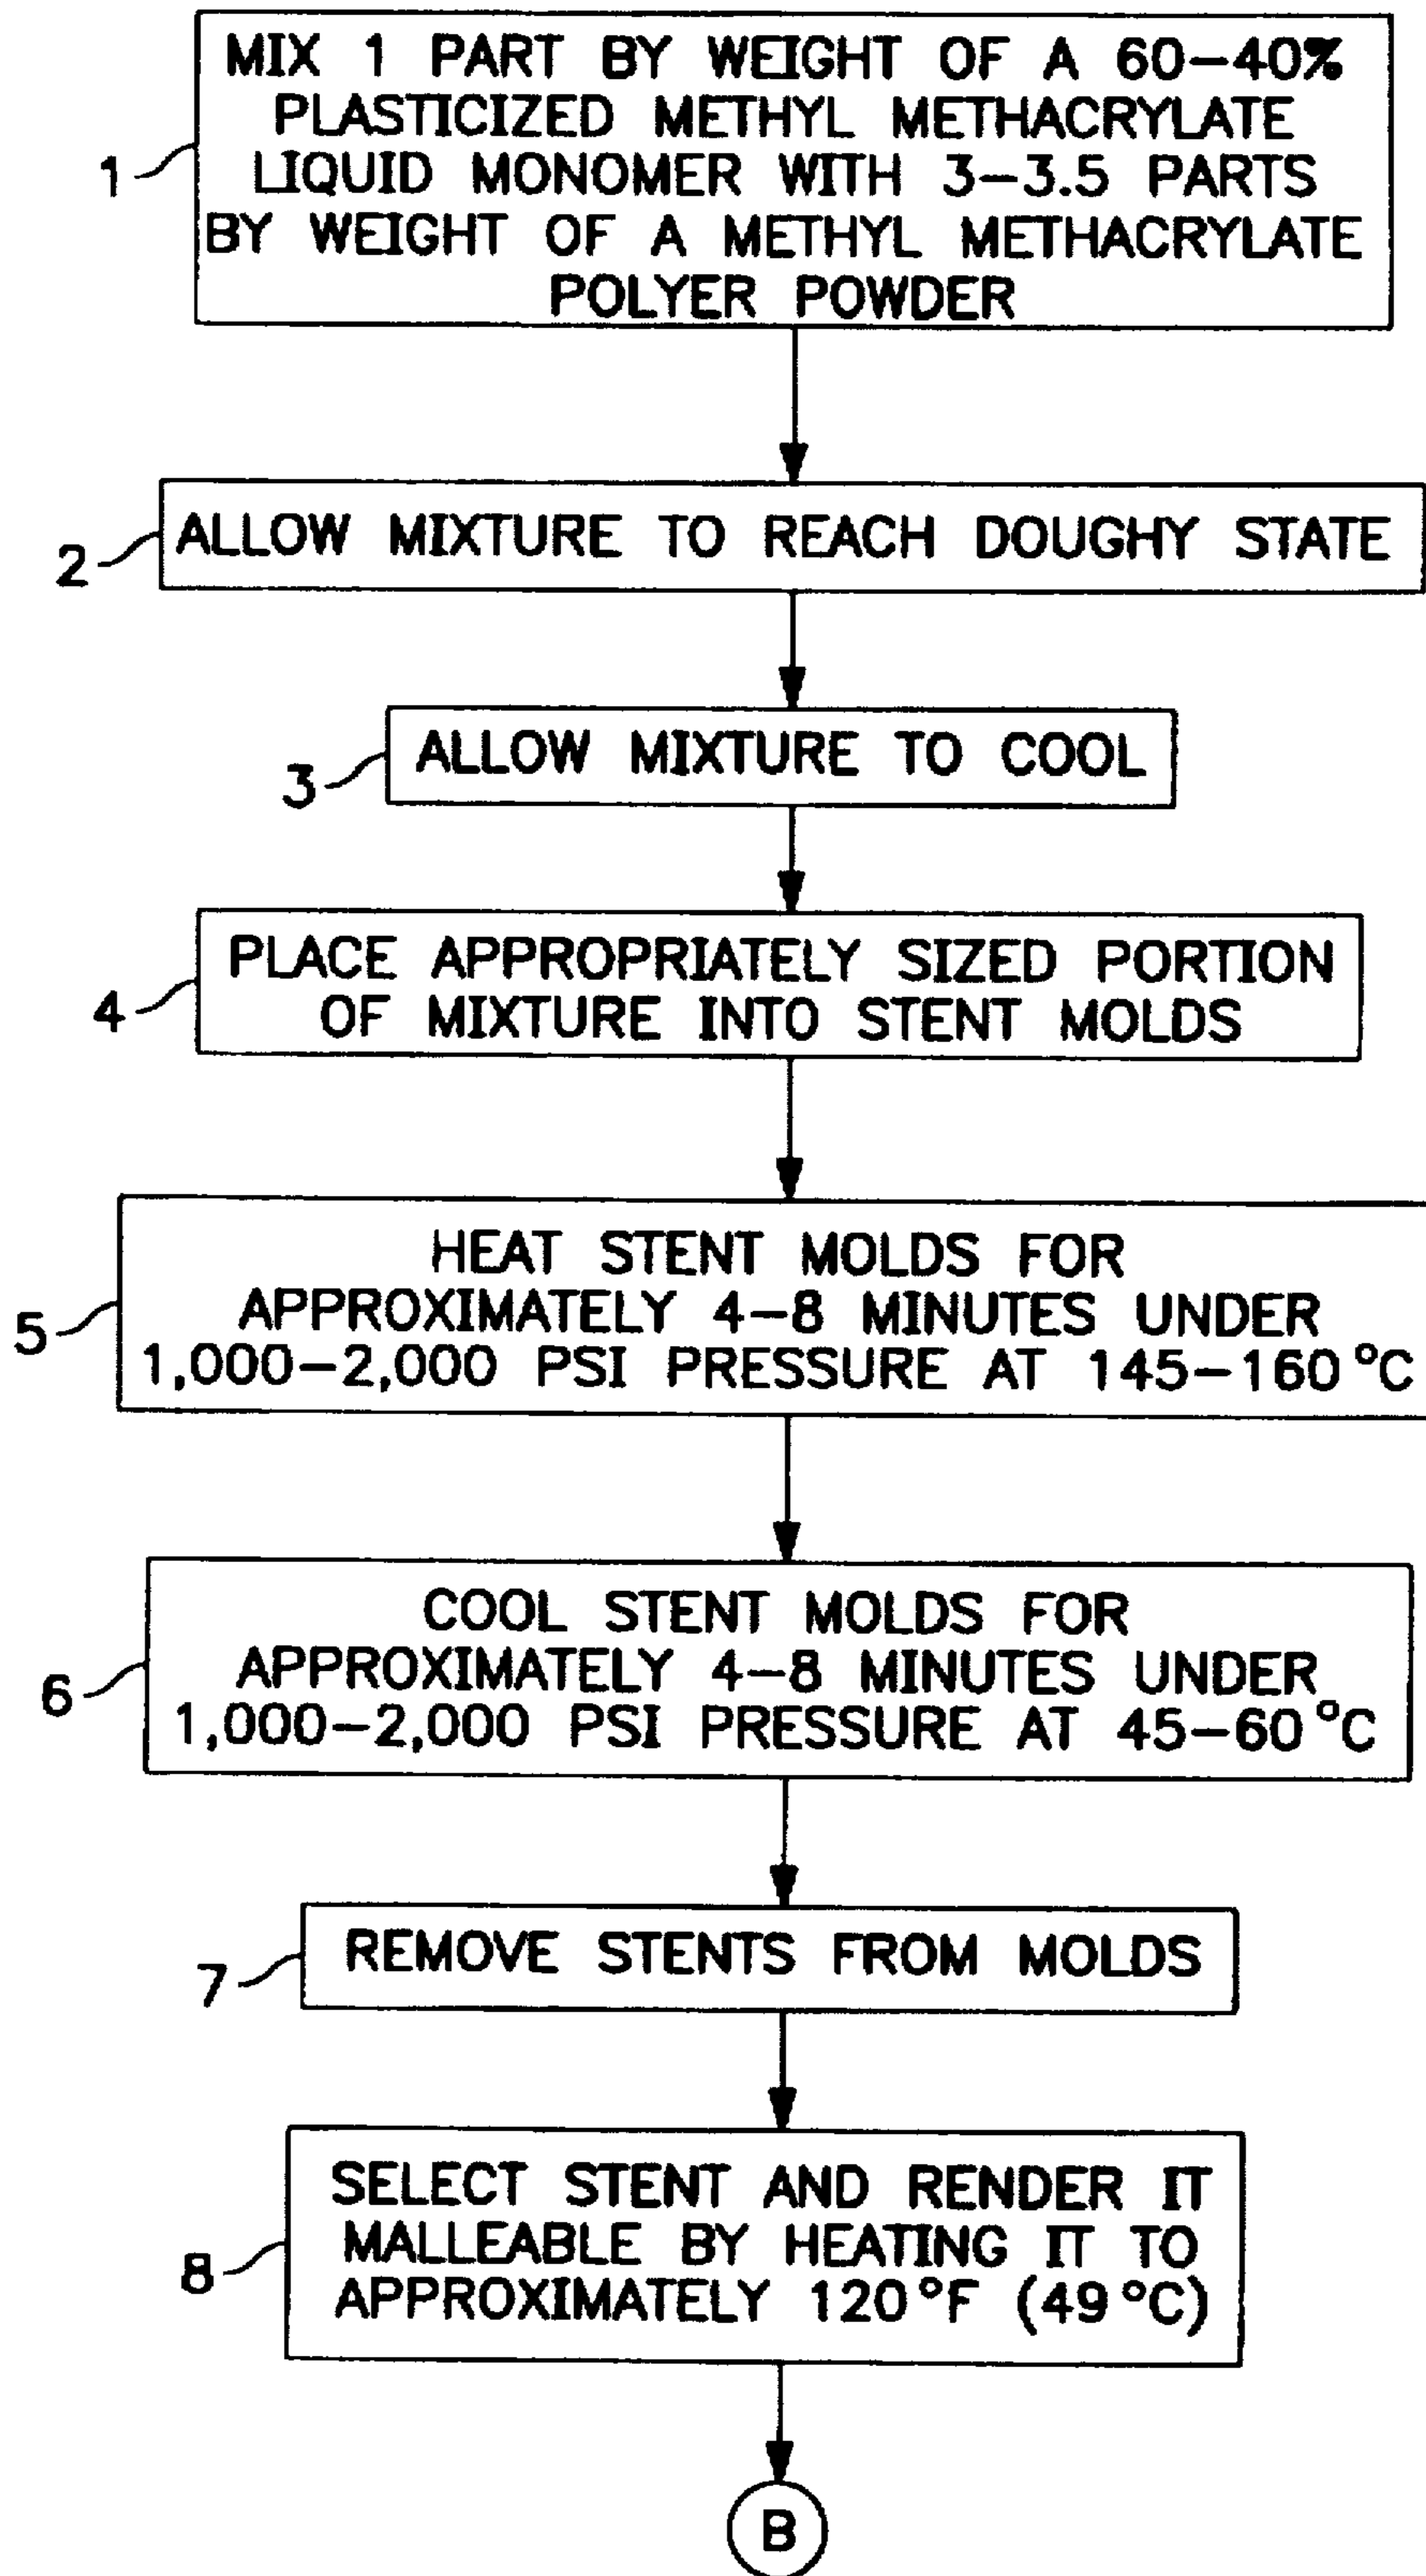 MIX 1 PART BY WEIGHT OF A 60-40%
PLASTICIZED METHYL METHACRYLATE
LIQUID MONOMER WITH 3-3.5 PARTS
BY WEIGHT OF A METHYL METHACRYLATE
POLYER POWDER
1
ALLOW MIXTURE TO REACH DOUGHY STATE
2
ALLOW MIXTURE TO COOL
3
PLACE APPROPRIATELY SIZED PORTION
OF MIXTURE INTO STENT MOLDS
4
HEAT STENT MOLDS FOR
APPROXIMATELY 4-8 MINUTES UNDER
1,000-2,000 PSI PRESSURE AT 145-160°C
5
COOL STENT MOLDS FOR
APPROXIMATELY 4-8 MINUTES UNDER
1,000-2,000 PSI PRESSURE AT 45-60°C
6
REMOVE STENTS FROM MOLDS
7
SELECT STENT AND RENDER IT
MALLEABLE BY HEATING IT TO
APPROXIMATELY 120°F (49°C)
8
B